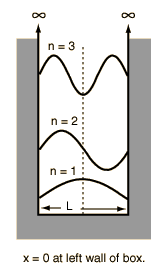 ∞ ∞
n = 3
n = 2
n = 1
L
x = 0 at left wall of box.